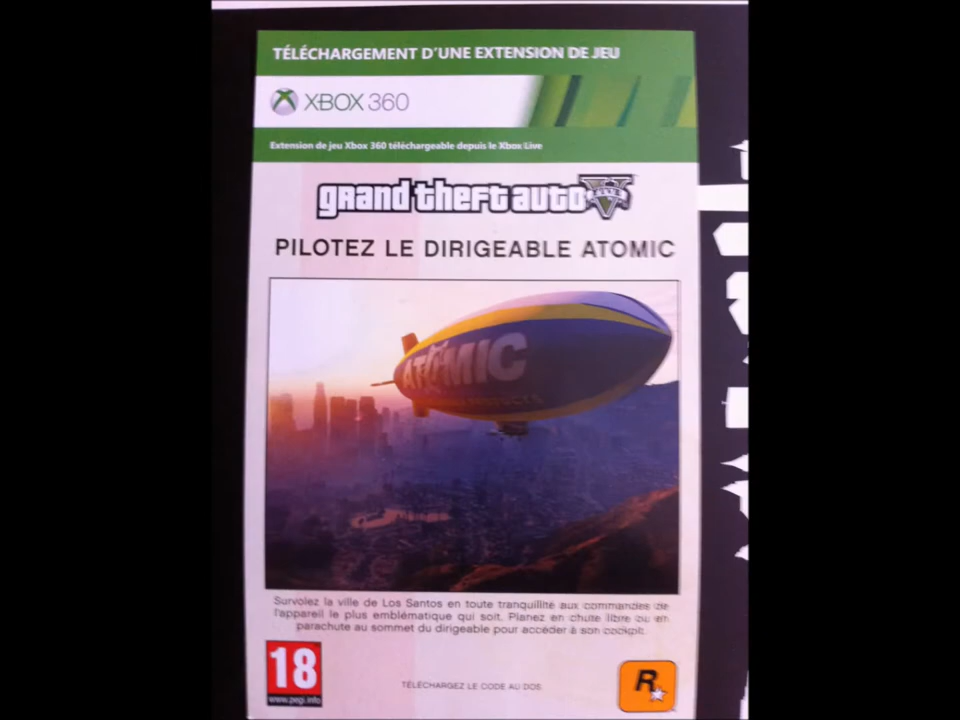 TÉLÉCHARGEMENT D'UNE EXTENSION DE JEU
XBOX 360
Extension de jeu Xbox 360 téléchargeable depuis le Xbox Live
grand theft auto V
PILOTEZ LE DIRIGEABLE ATOMIC
ATOMIC
Survolez la ville de Los Santos en toute tranquillité aux commandes de
l'appareil le plus emblématique qui soit. Planez en chute libre ou en
parachute au sommet du dirigeable pour accéder à son cockpit.
18
www.pegi.info
TÉLÉCHARGEZ LE CODE AU DOS
R